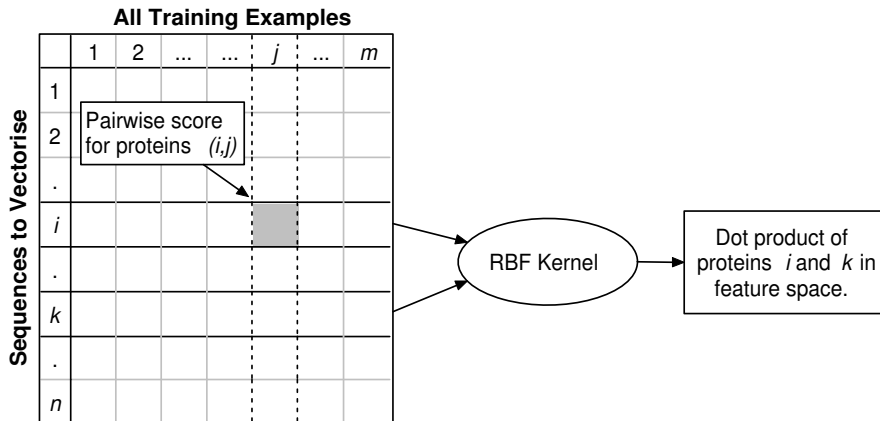 All Training Examples
1 2 ... ... j ... m
Sequences to Vectorise
1
2
.
i
.
k
.
n
Pairwise score
for proteins (i,j)
RBF Kernel
Dot product of
proteins i and k in
feature space.